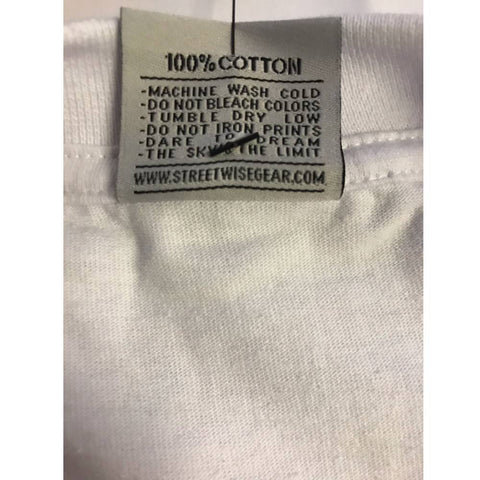 100% COTTON
-MACHINE WASH COLD
-DO NOT BLEACH COLORS
-TUMBLE DRY LOW
-DO NOT IRON PRINTS
-DARE TO DREAM
-THE SKY'S THE LIMIT
WWW.STREETWISEGEAR.COM